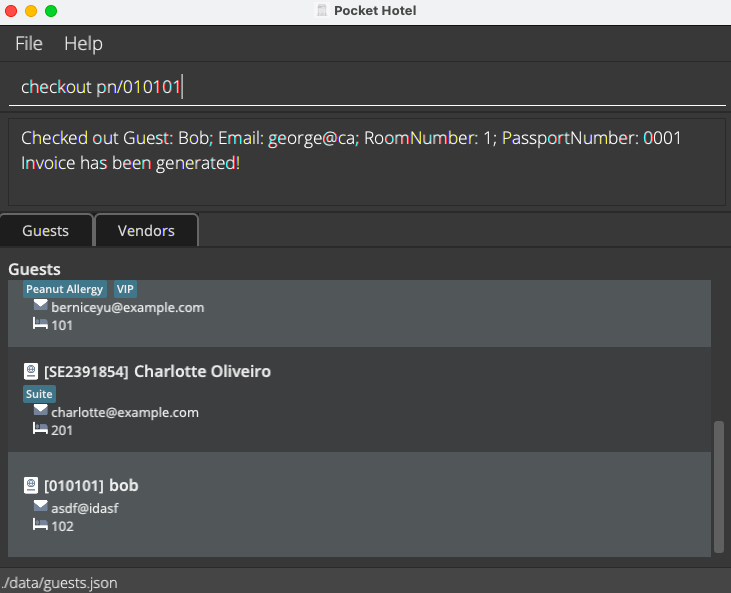 Pocket Hotel
File Help
checkout pn/010101
Checked out Guest: Bob; Email: george@ca; RoomNumber: 1; PassportNumber: 0001
Invoice has been generated!
Guests Vendors
Guests
Peanut Allergy VIP
berniceyu@example.com
101
[SE2391854] Charlotte Oliveiro
Suite
charlotte@example.com
201
[010101] bob
asdf@idasf
102
./data/guests.json